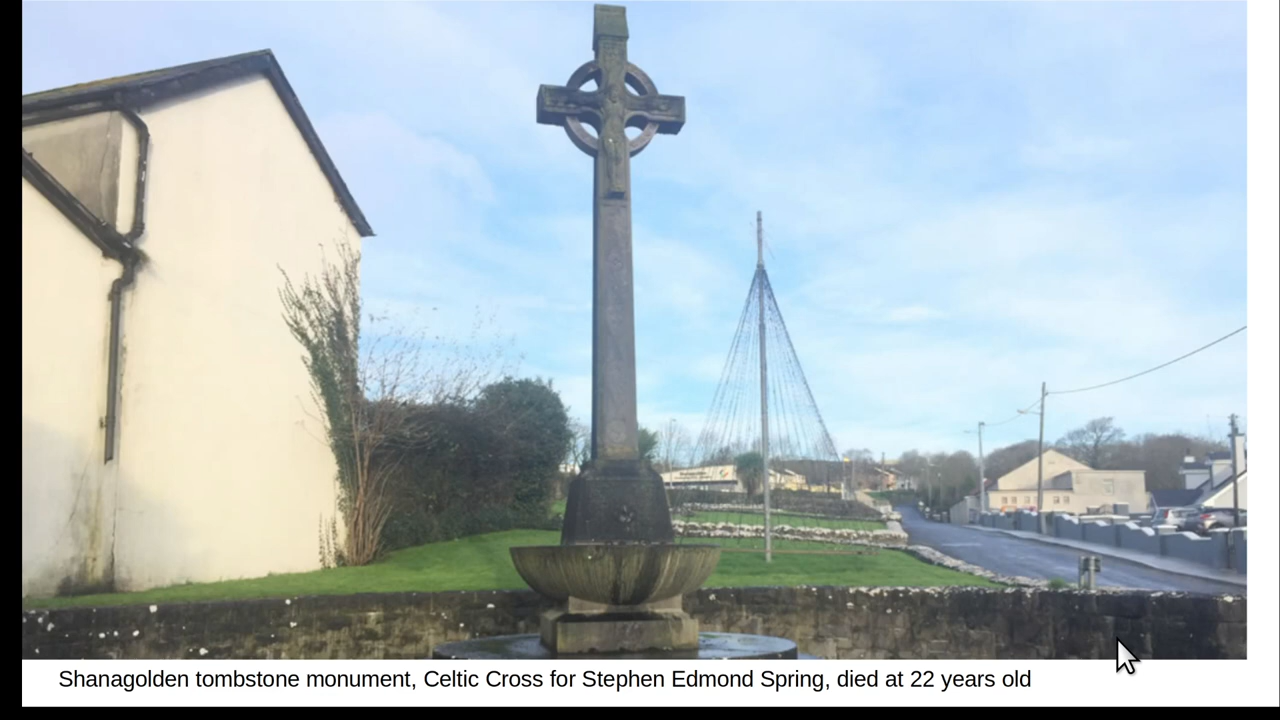 Shanagolden tombstone monument, Celtic Cross for Stephen Edmond Spring, died at 22 years old